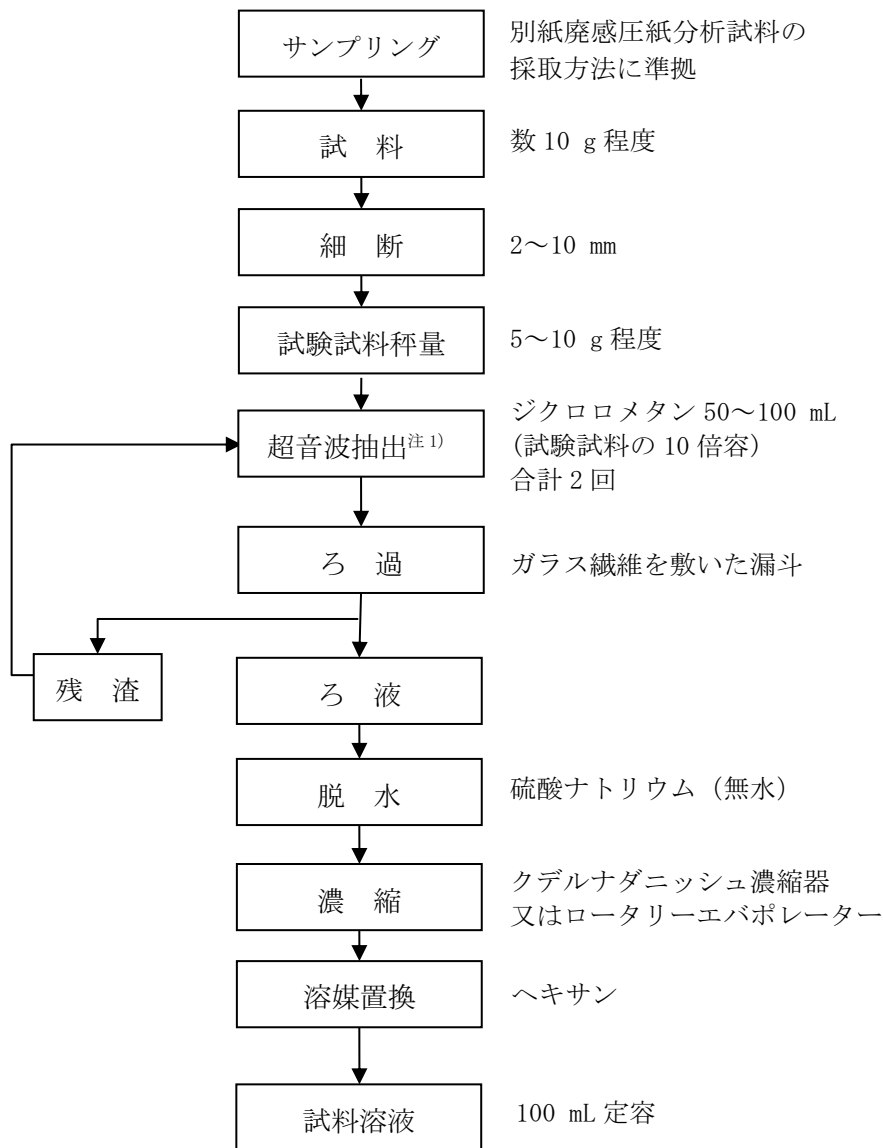 サンプリング
別紙廃感圧紙分析試料の
採取方法に準拠
試 料
数 10 g 程度
細 断
2～10 mm
試験試料秤量
5～10 g 程度
超音波抽出注 1)
ジクロロメタン 50～100 mL
(試験試料の 10 倍容)
合計 2 回
ろ 過
ガラス繊維を敷いた漏斗
残 渣
ろ 液
脱 水
硫酸ナトリウム（無水）
濃 縮
クデルナダニッシュ濃縮器
又はロータリーエバポレーター
溶媒置換
ヘキサン
試料溶液
100 mL 定容